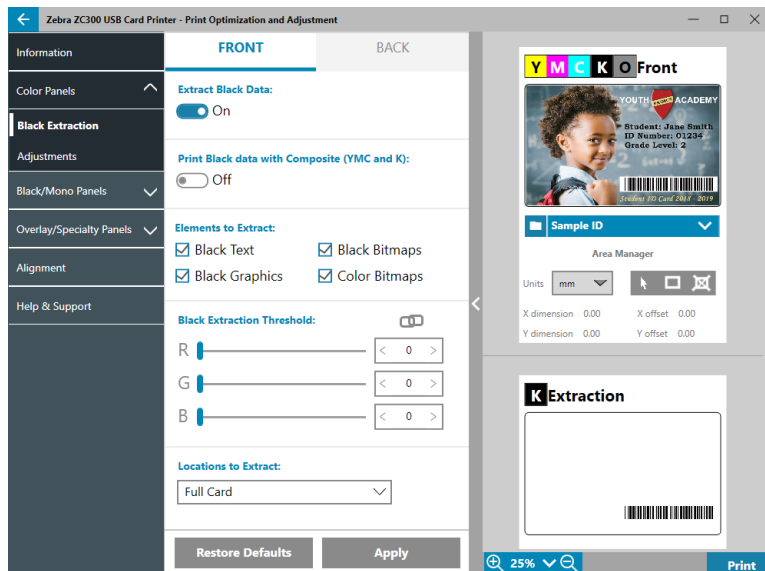 Zebra ZC300 USB Card Printer - Print Optimization and Adjustment
Information
Color Panels
Black Extraction
Adjustments
Black/Mono Panels
Overlay/Specialty Panels
Alignment
Help & Support
FRONT BACK
Extract Black Data:
On
Print Black data with Composite (YMC and K):
Off
Elements to Extract:
Black Text Black Bitmaps
Black Graphics Color Bitmaps
Black Extraction Threshold:
R < 0 >
G < 0 >
B < 0 >
Locations to Extract:
Full Card
Restore Defaults Apply
Y M C K O Front
YOUTH ACADEMY
Student: Jane Smith
ID Number: 01234
Grade Level: 2
Student ID Card 2018 - 2019
Sample ID
Area Manager
Units mm
X dimension 0.00 X offset 0.00
Y dimension 0.00 Y offset 0.00
K Extraction
25%
Print